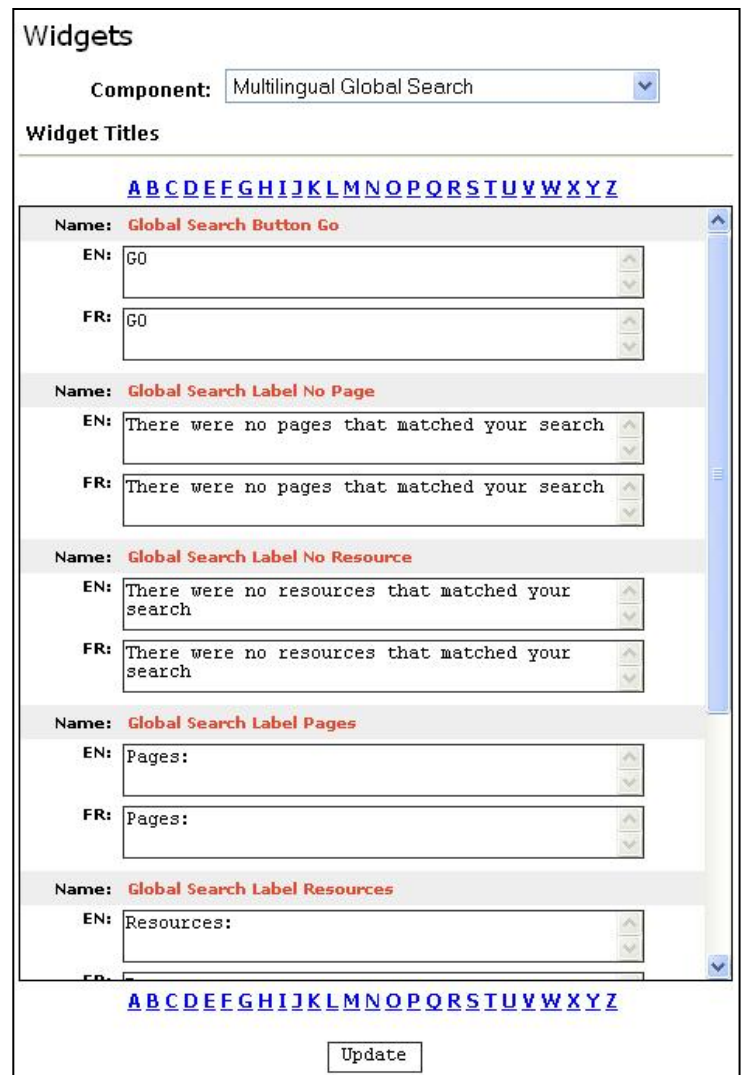 Widgets
Component: Multilingual Global Search
Widget Titles
A B C D E F G H I J K L M N O P Q R S T U V W X Y Z
Name: Global Search Button Go
EN: GO
FR: GO
Name: Global Search Label No Page
EN: There were no pages that matched your search
FR: There were no pages that matched your search
Name: Global Search Label No Resource
EN: There were no resources that matched your
search
FR: There were no resources that matched your
search
Name: Global Search Label Pages
EN: Pages:
FR: Pages:
Name: Global Search Label Resources
EN: Resources:
A B C D E F G H I J K L M N O P Q R S T U V W X Y Z
Update